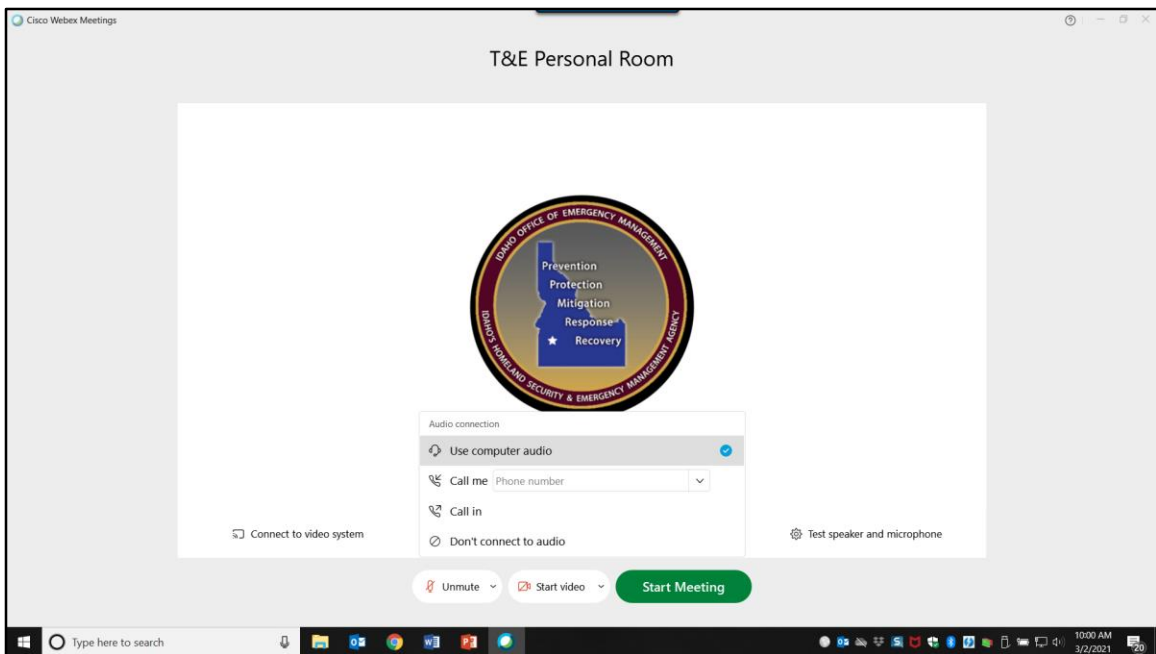 Cisco Webex Meetings
T&E Personal Room
IDAHO OFFICE OF EMERGENCY MANAGEMENT
Prevention
Protection
Mitigation
Response
Recovery
IDAHO'S HOMELAND SECURITY & EMERGENCY MANAGEMENT AGENCY
Audio connection
Use computer audio
Call me Phone number
Call in
Don't connect to audio
Connect to video system
Test speaker and microphone
Unmute
Start video
Start Meeting
Type here to search
10:00 AM
3/2/2021
20